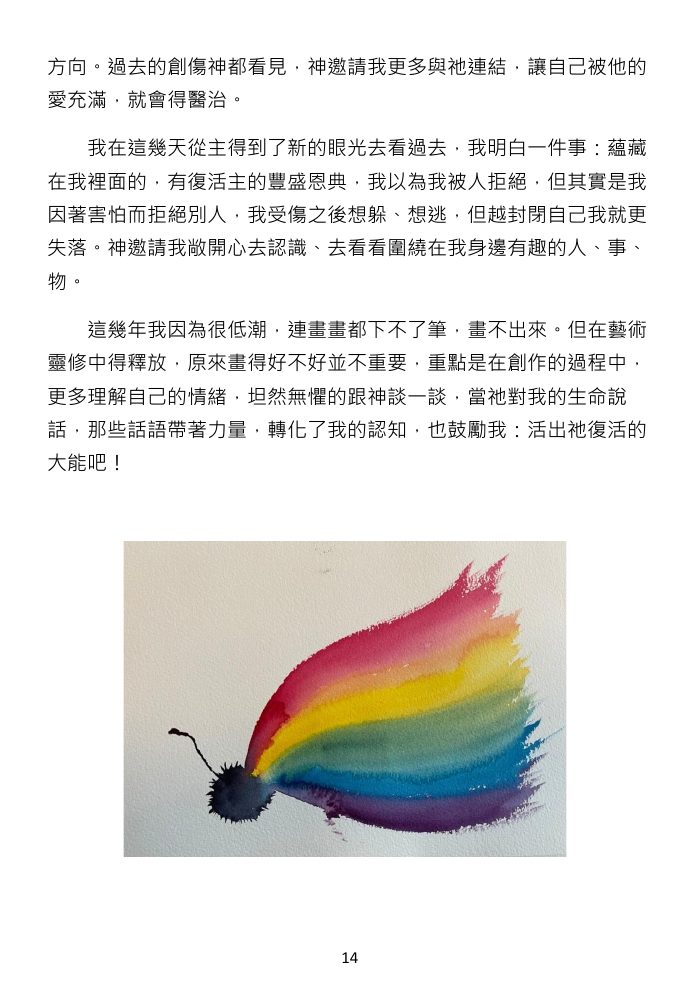 方向。過去的創傷神都看見，神邀請我更多與祂連結，讓自己被他的
愛充滿，就會得醫治。
我在這幾天從主得到了新的眼光去看過去，我明白一件事：蘊藏
在我裡面的，有復活主的豐盛恩典，我以為我被人拒絕，但其實是我
因著害怕而拒絕別人，我受傷之後想躲、想逃，但越封閉自己我就更
失落。神邀請我敞開心去認識、去看看圍繞在我身邊有趣的人、事、
物。
這幾年我因為很低潮，連畫畫都下不了筆，畫不出來。但在藝術
靈修中得釋放，原來畫得好不好並不重要，重點是在創作的過程中，
更多理解自己的情緒，坦然無懼的跟神談一談，當祂對我的生命說
話，那些話語帶著力量，轉化了我的認知，也鼓勵我：活出祂復活的
大能吧！
14